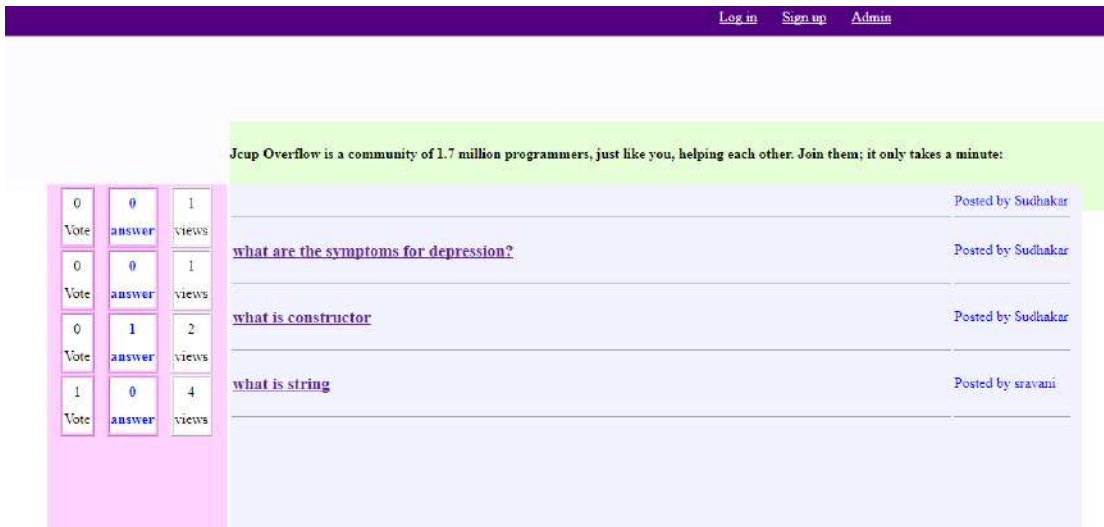 Log in Sign up Admin
Jcup Overflow is a community of 1.7 million programmers, just like you, helping each other. Join them; it only takes a minute:
0 0 1 Posted by Sudhakar
Vote answer views
what are the symptoms for depression? Posted by Sudhakar
0 0 1
Vote answer views
what is constructor Posted by Sudhakar
0 1 2
Vote answer views
what is string Posted by sravani
1 0 4
Vote answer views